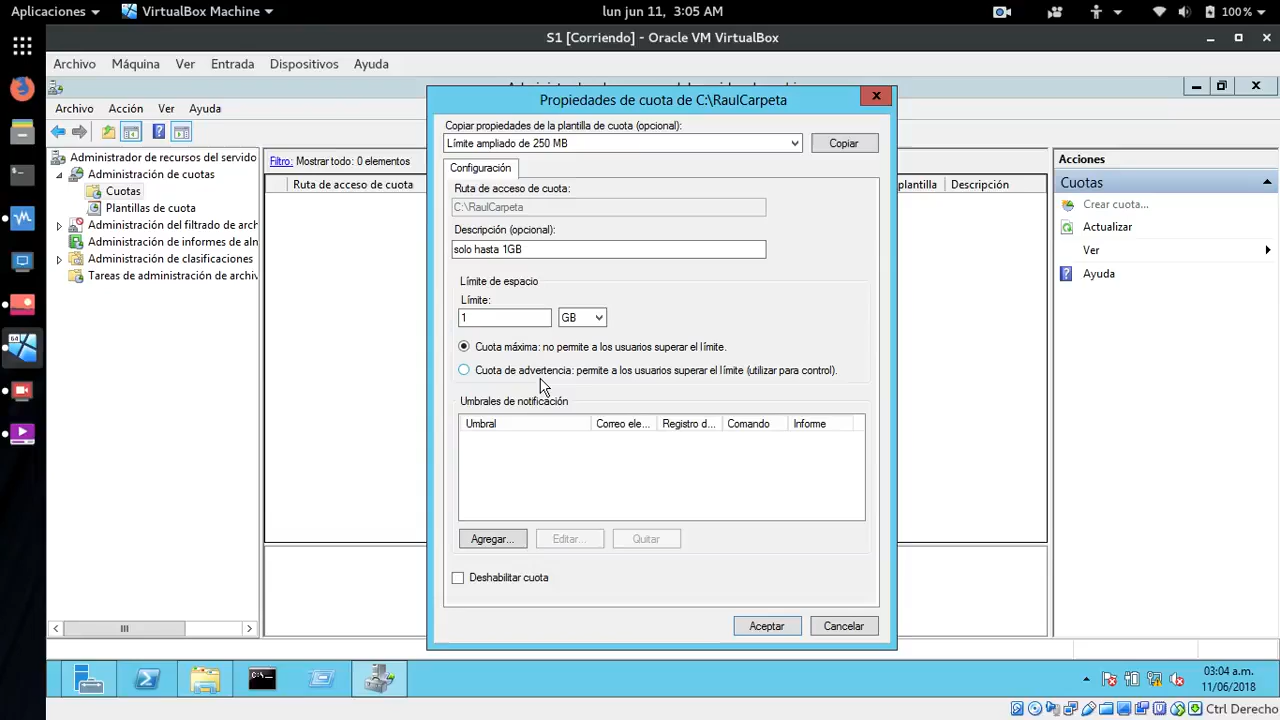 Aplicaciones
VirtualBox Machine
lun jun 11, 3:05 AM
100%
S1 [Corriendo] - Oracle VM VirtualBox
Archivo Máquina Ver Entrada Dispositivos Ayuda
Archivo Acción Ver Ayuda
Administrador de recursos del servido
Administración de cuotas
Cuotas
Plantillas de cuota
Administración del filtrado de arch
Administración de informes de alm
Administración de clasificaciones
Tareas de administración de archiv
Filtro: Mostrar todo: 0 elementos
Ruta de acceso de cuota
plantilla
Descripción
Propiedades de cuota de C:\RaulCarpeta
Copiar propiedades de la plantilla de cuota (opcional):
Límite ampliado de 250 MB
Copiar
Configuración
Ruta de acceso de cuota:
C:\RaulCarpeta
Descripción (opcional):
solo hasta 1GB
Límite de espacio
Límite:
1 GB
Cuota máxima: no permite a los usuarios superar el límite.
Cuota de advertencia: permite a los usuarios superar el límite (utilizar para control).
Umbrales de notificación
Umbral Correo ele... Registro d... Comando Informe
Agregar... Editar... Quitar
Deshabilitar cuota
Aceptar Cancelar
Acciones
Cuotas
Crear cuota...
Actualizar
Ver
Ayuda
03:04 a.m.
11/06/2018
Ctrl Derecho